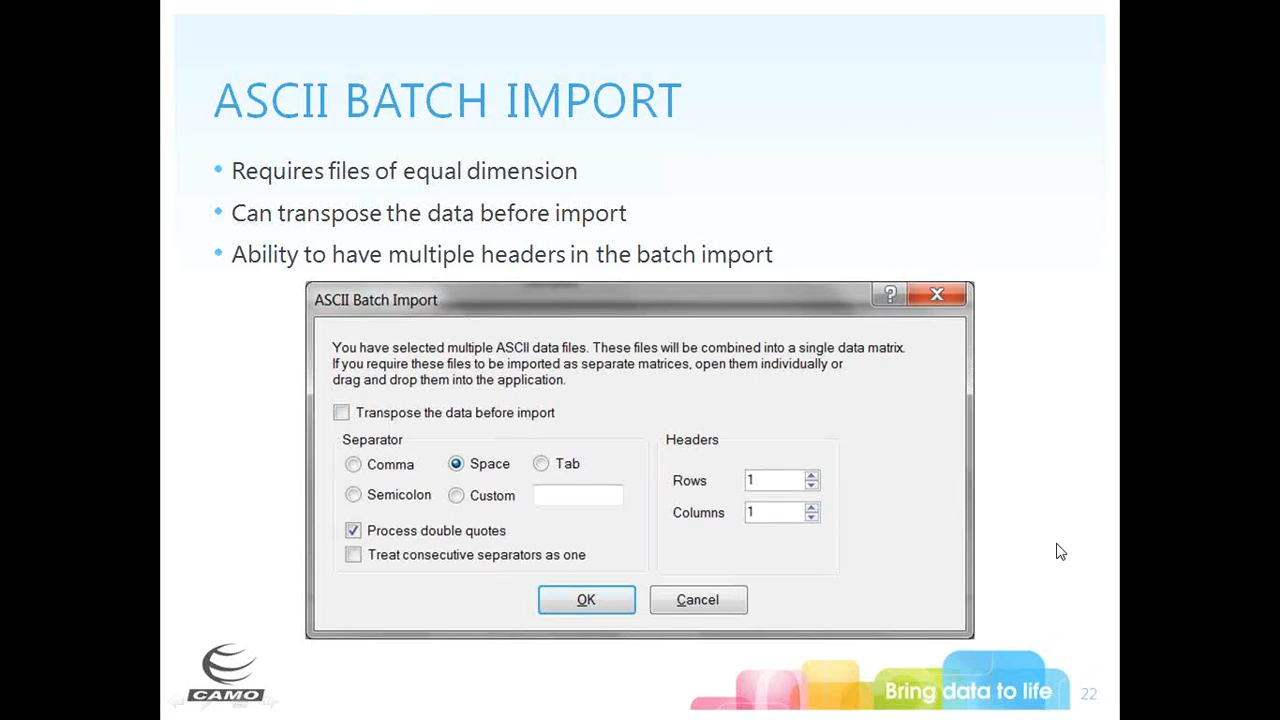 ASCII BATCH IMPORT
• Requires files of equal dimension
• Can transpose the data before import
• Ability to have multiple headers in the batch import
ASCII Batch Import
?
You have selected multiple ASCII data files. These files will be combined into a single data matrix.
If you require these files to be imported as separate matrices, open them individually or
drag and drop them into the application.
Transpose the data before import
Separator
Comma
Space
Tab
Semicolon
Custom
Process double quotes
Treat consecutive separators as one
Headers
Rows 1
Columns 1
OK
Cancel
CAMO
Bring data to life
22